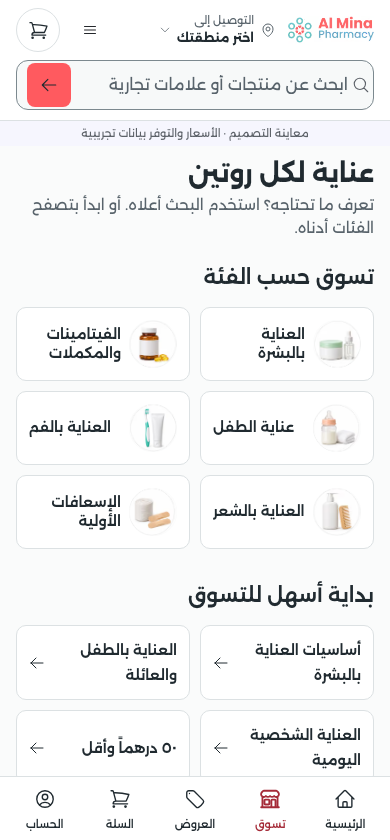 Al Mina
Pharmacy
التوصيل إلى
اختر منطقتك
ابحث عن منتجات أو علامات تجارية
معاينة التصميم · الأسعار والتوفر بيانات تجريبية
عناية لكل روتين
تعرف ما تحتاجه؟ استخدم البحث أعلاه. أو ابدأ بتصفح
الفئات أدناه.
تسوق حسب الفئة
العناية
بالبشرة
الفيتامينات
والمكملات
عناية الطفل
العناية بالفم
العناية بالشعر
الإسعافات
الأولية
بداية أسهل للتسوق
أساسيات العناية
بالبشرة
العناية بالطفل
والعائلة
العناية الشخصية
اليومية
٥٠ درهماً وأقل
الرئيسية
تسوق
العروض
السلة
الحساب